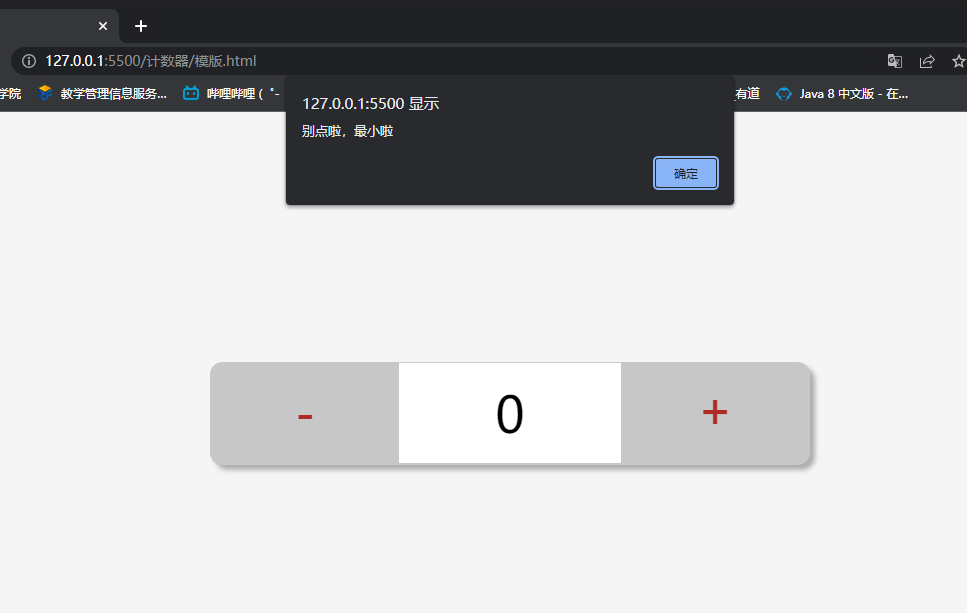 127.0.0.1:5500/计数器/模版.html
学院 教学管理信息服务... 哔哩哔哩 ( ゜- 有道 Java 8 中文版 - 在...
127.0.0.1:5500 显示
别点啦，最小啦
确定
- 0 +